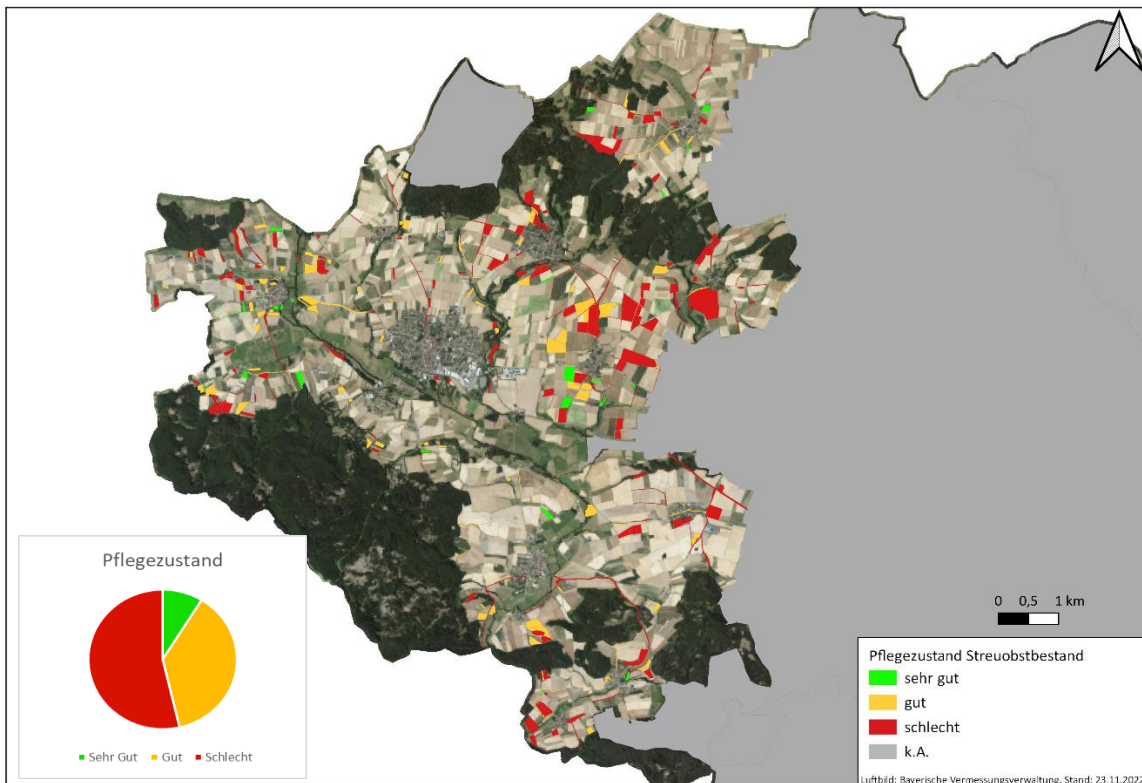 0 0,5 1 km
Pflegezustand
Sehr Gut Gut Schlecht
Pflegezustand Streuobstbestand
sehr gut
gut
schlecht
k.A.
Luftbild: Bayerische Vermessungsverwaltung, Stand: 23.11.2022